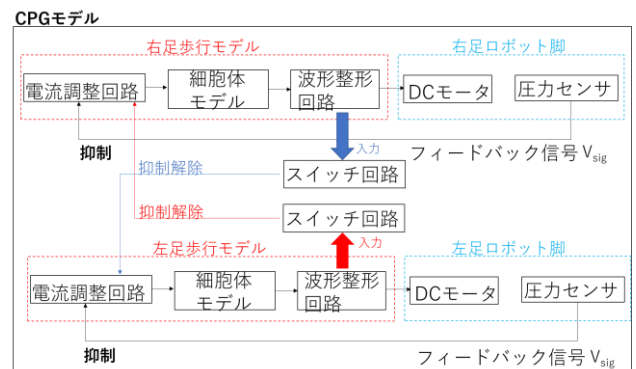 CPGモデル
右足歩行モデル
右足ロボット脚
電流調整回路
細胞体
モデル
波形整形
回路
DCモータ
圧力センサ
抑制
入力
フィードバック信号 Vsig
抑制解除
スイッチ回路
抑制解除
スイッチ回路
入力
左足歩行モデル
左足ロボット脚
電流調整回路
細胞体
モデル
波形整形
回路
DCモータ
圧力センサ
抑制
フィードバック信号 Vsig